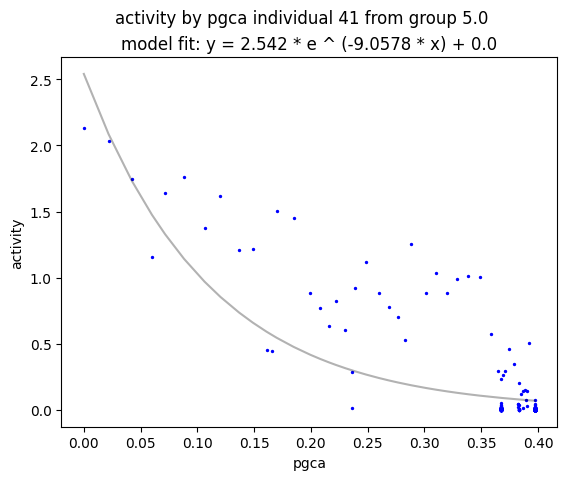 activity by pgca individual 41 from group 5.0
model fit: y = 2.542 * e ^ (-9.0578 * x) + 0.0
2.5
2.0
1.5
1.0
0.5
0.0
activity
0.00 0.05 0.10 0.15 0.20 0.25 0.30 0.35 0.40
pgca